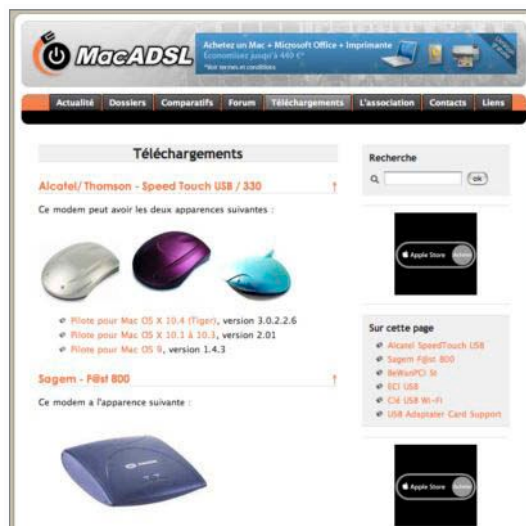 MacADSL
Achetez un Mac + Microsoft Office + Imprimante
Économisez jusqu'à 440 €*
*Voir termes et conditions
Actualité Dossiers Comparatifs Forum Téléchargements L'association Contacts Liens
Téléchargements
Alcatel/Thomson - Speed Touch USB / 330 ↑
Ce modem peut avoir les deux apparences suivantes :
Pilote pour Mac OS X 10.4 (Tiger), version 3.0.2.2.6
Pilote pour Mac OS X 10.1 à 10.3, version 2.01
Pilote pour Mac OS 9, version 1.4.3
Sagem - F@st 800 ↑
Ce modem a l'apparence suivante :
Recherche
ok
Apple Store
Sur cette page
Alcatel SpeedTouch USB
Sagem F@st 800
BeWanPCI St
ECI USB
Clé USB Wi-Fi
USB Adaptater Card Support
Apple Store